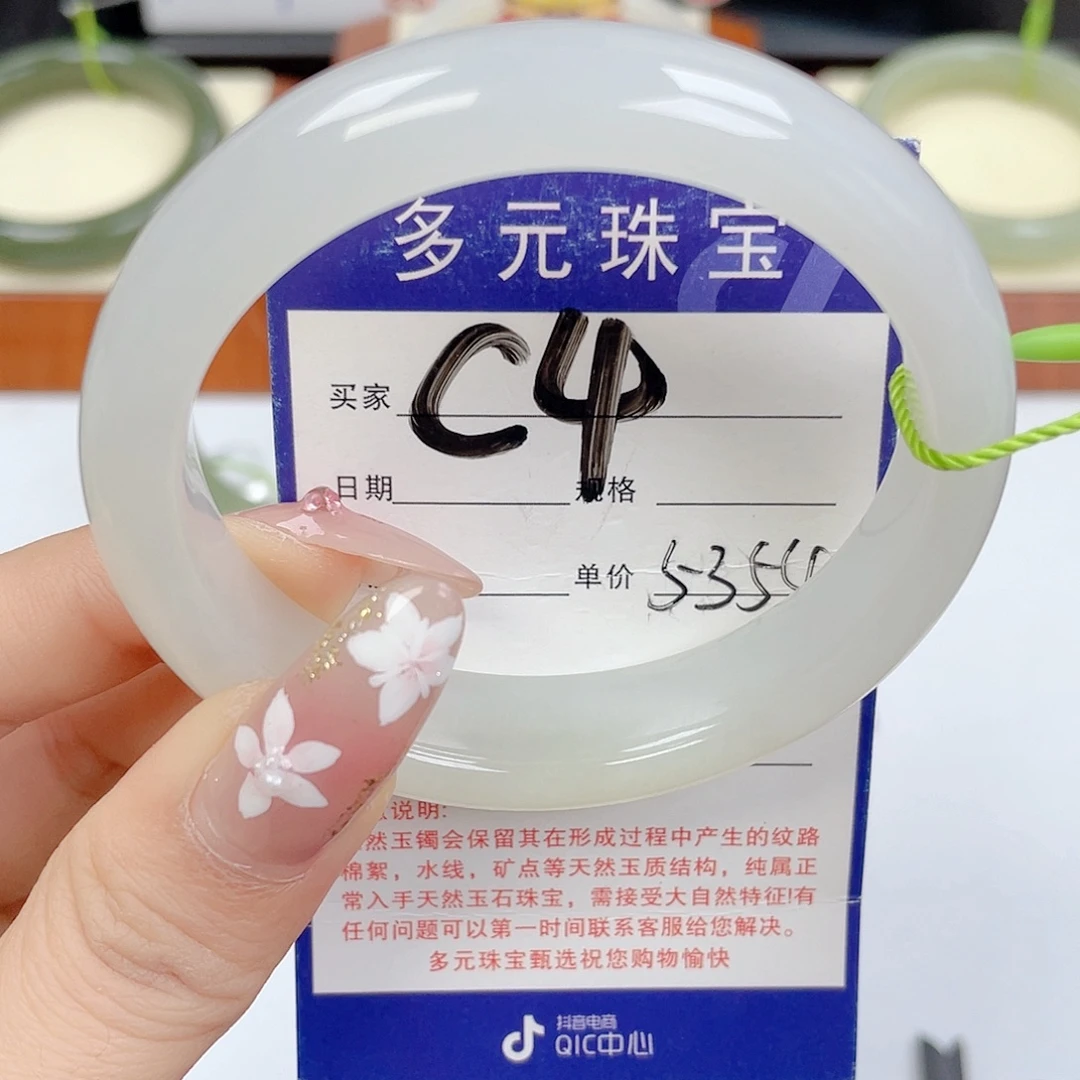 多元珠宝
买家 C4
日期 规格
单价
说明:
然玉镯会保留其在形成过程中产生的纹路
棉絮，水线，矿点等天然玉质结构，纯属正
常入手天然玉石珠宝，需接受大自然特征!有
任何问题可以第一时间联系客服给您解决。
多元珠宝甄选祝您购物愉快
抖音电商
QIC中心